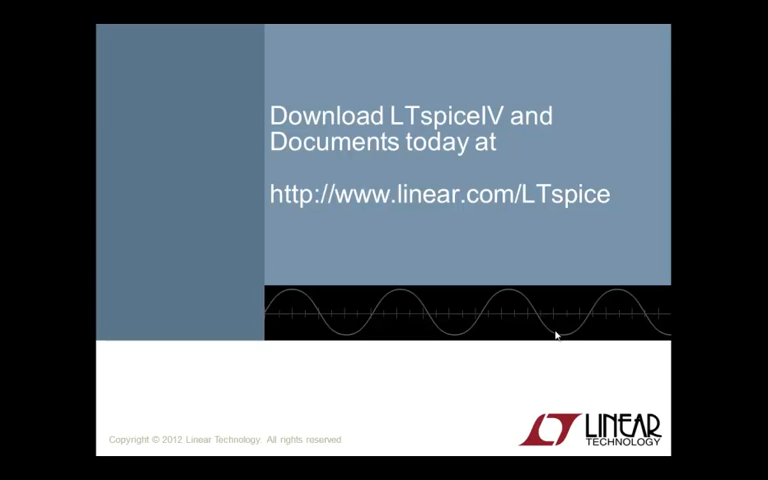 Download LTspiceIV and
Documents today at
http://www.linear.com/LTspice
Copyright © 2012 Linear Technology. All rights reserved
LINEAR
TECHNOLOGY